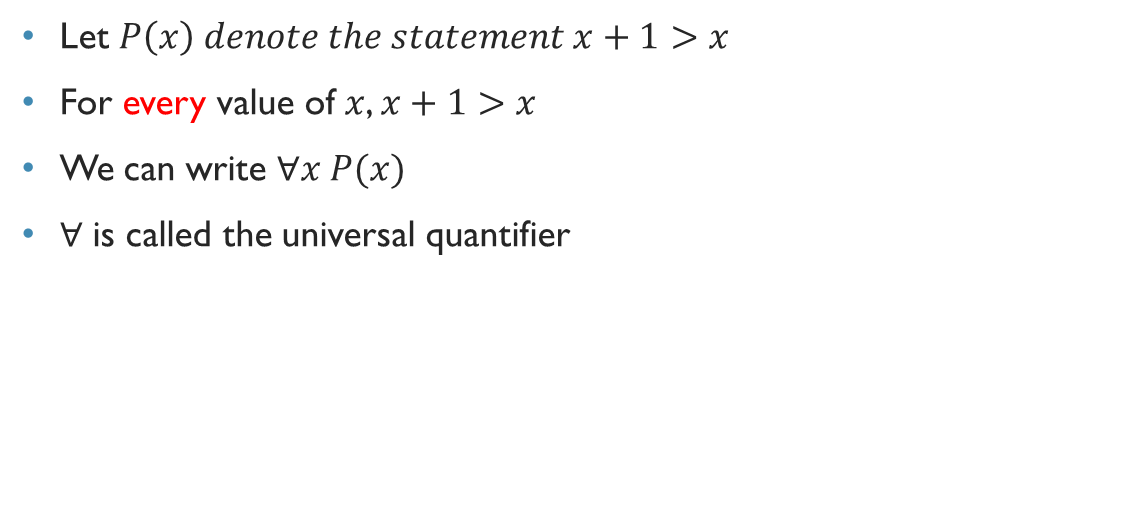 • Let P(x) denote the statement x + 1 > x
• For every value of x, x + 1 > x
• We can write ∀x P(x)
• ∀ is called the universal quantifier